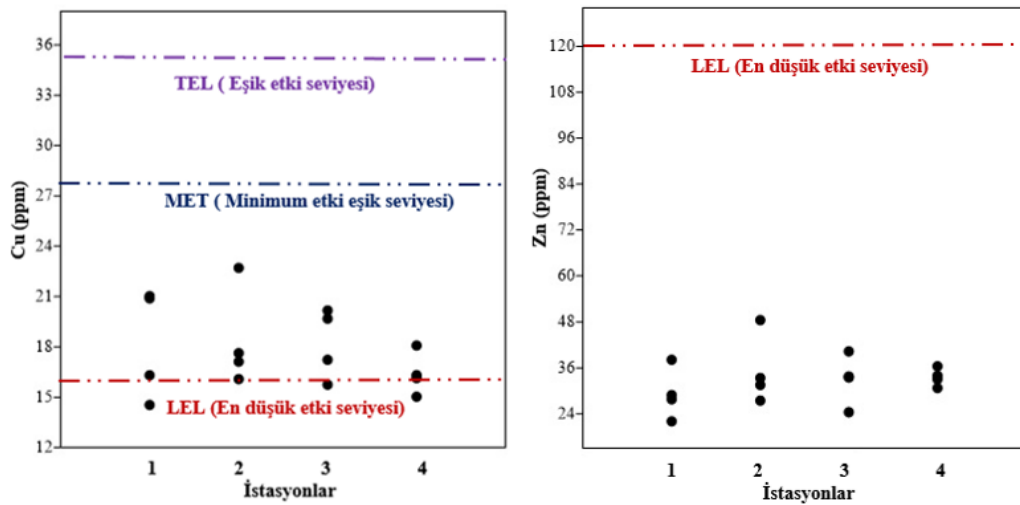 36
TEL ( Eşik etki seviyesi)
33
30
MET ( Minimum etki eşik seviyesi)
27
24
21
18
LEL (En düşük etki seviyesi)
15
12
Cu (ppm)
1 2 3 4
İstasyonlar
120
LEL (En düşük etki seviyesi)
108
96
84
72
60
48
36
24
Zn (ppm)
1 2 3 4
İstasyonlar